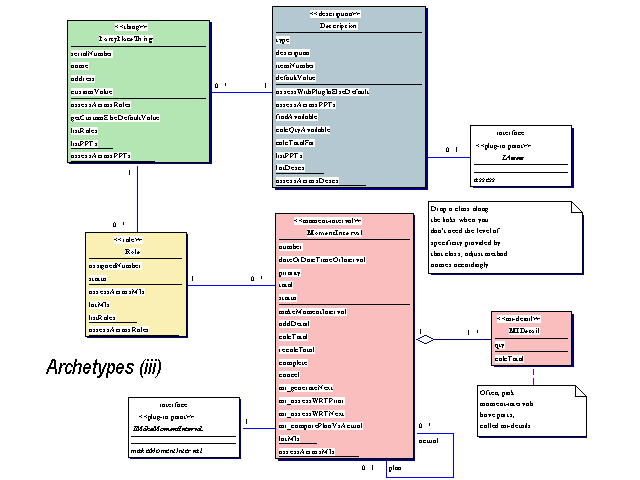 <<thing>>
PartyPlaceThing
serialNumber
name
address
customValue
assessAcrossRoles
getCustomElseDefaultValue
listRoles
listPPTs
assessAcrossPPTs
0..*
1
<<description>>
Description
type
description
itemNumber
defaultValue
assessWithPlugInElseDefault
assessAcrossPPTs
findAvailable
calcQtyAvailable
calcTotalFor
listPPTs
listDescs
assessAcrossDescs
0..1
interface
<<plug-in point>>
IAssess
assess
1
0..*
<<role>>
Role
assignedNumber
status
assessAcrossMIs
listMIs
listRoles
assessAcrossRoles
1
0..*
<<moment-interval>>
MomentInterval
number
dateOrDateTimeOrInterval
priority
total
status
makeMomentInterval
addDetail
calcTotal
recalcTotal
complete
cancel
mi_generateNext
mi_assessWRTPrior
mi_assessWRTNext
mi_comparePlanVsActual
listMIs
assessAcrossMIs
Drop a class along
the links when you
don't need the level of
specificity provided by
that class; adjust method
names accordingly
1
1..*
<<mi-detail>>
MIDetail
qty
calcTotal
Often, pink
moment-intervals
have parts,
called mi-details
Archetypes (iii)
interface
<<plug-in point>>
IMakeMomentInterval
makeMomentInterval
0..*
actual
0..1
plan